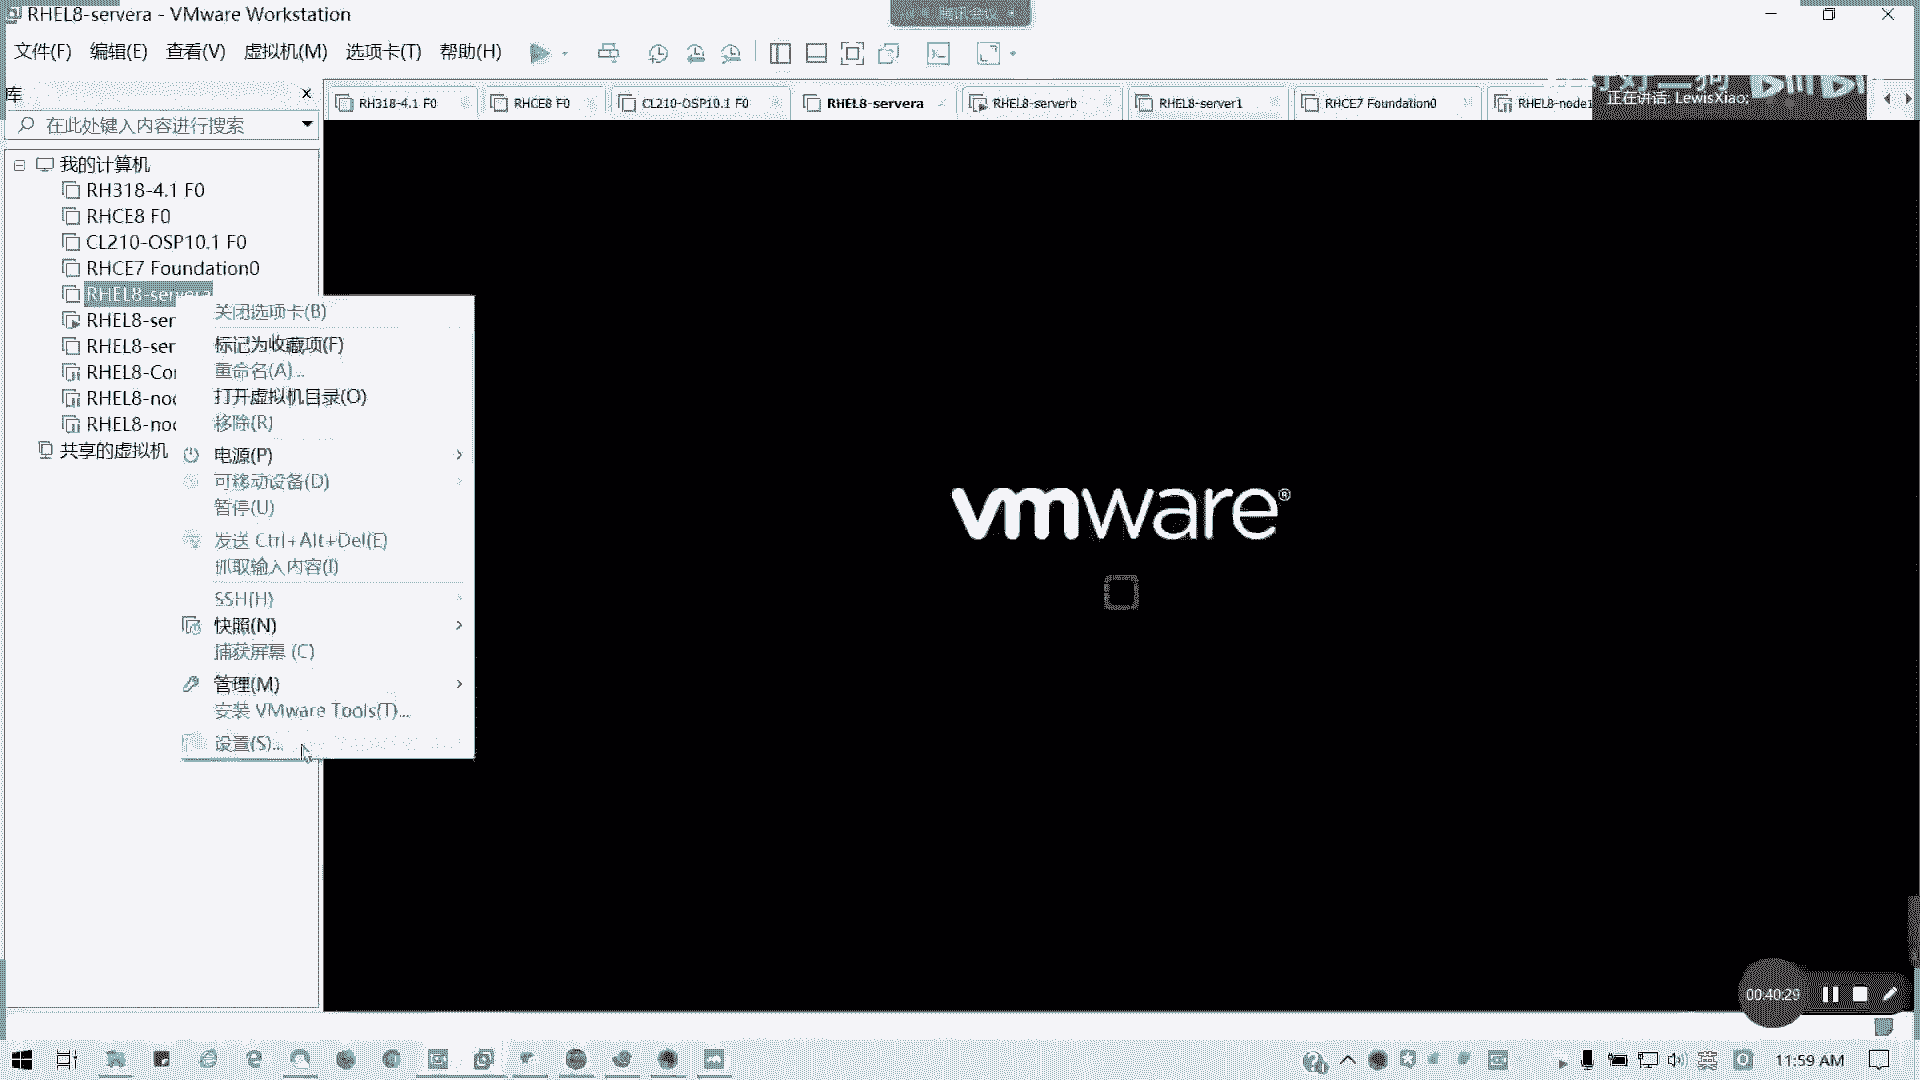 RHEL8-servera - VMware Workstation
腾讯会议
文件(F) 编辑(E) 查看(V) 虚拟机(M) 选项卡(T) 帮助(H)
库
RH318-4.1 F0 RHCE8 F0 CL210-OSP10.1 F0 RHEL8-servera RHEL8-serverb RHEL8-server1 RHCE7 Foundation0 RHEL8-node1
正在讲话: LewisXiao;
在此处键入内容进行搜索
我的计算机
RH318-4.1 F0
RHCE8 F0
CL210-OSP10.1 F0
RHCE7 Foundation0
RHEL8-servera
RHEL8-ser
RHEL8-ser
RHEL8-Co
RHEL8-no
RHEL8-no
共享的虚拟机
关闭选项卡(B)
标记为收藏项(F)
重命名(A)...
打开虚拟机目录(O)
移除(R)
电源(P)
可移动设备(D)
暂停(U)
发送 Ctrl+Alt+Del(E)
抓取输入内容(I)
SSH(H)
快照(N)
捕获屏幕 (C)
管理(M)
安装 VMware Tools(T)...
设置(S)...
vmware®
00:40:29
英
11:59 AM